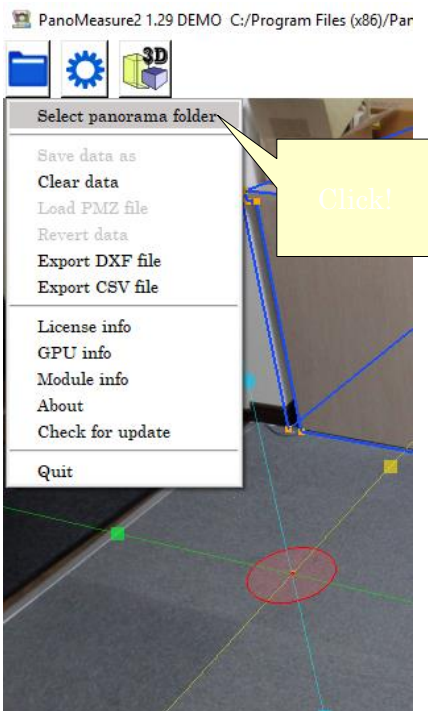 PanoMeasure2 1.29 DEMO C:/Program Files (x86)/Pan
3D
Select panorama folder
Click!
Save data as
Clear data
Load PMZ file
Revert data
Export DXF file
Export CSV file
License info
GPU info
Module info
About
Check for update
Quit